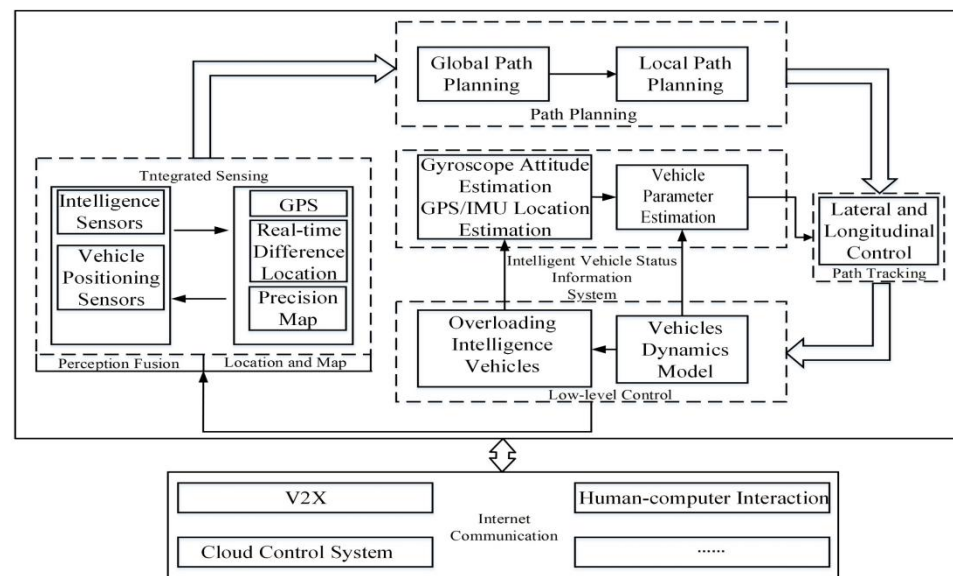 Global Path
Planning
Local Path
Planning
Path Planning
Tntegrated Sensing
Intelligence
Sensors
Vehicle
Positioning
Sensors
GPS
Real-time
Difference
Location
Precision
Map
Perception Fusion
Location and Map
Gyroscope Attitude
Estimation
GPS/IMU Location
Estimation
Vehicle
Parameter
Estimation
Intelligent Vehicle Status
Information
System
Lateral and
Longitudinal
Control
Path Tracking
Overloading
Intelligence
Vehicles
Vehicles
Dynamics
Model
Low-level Control
V2X
Human-computer Interaction
Internet
Communication
Cloud Control System
......